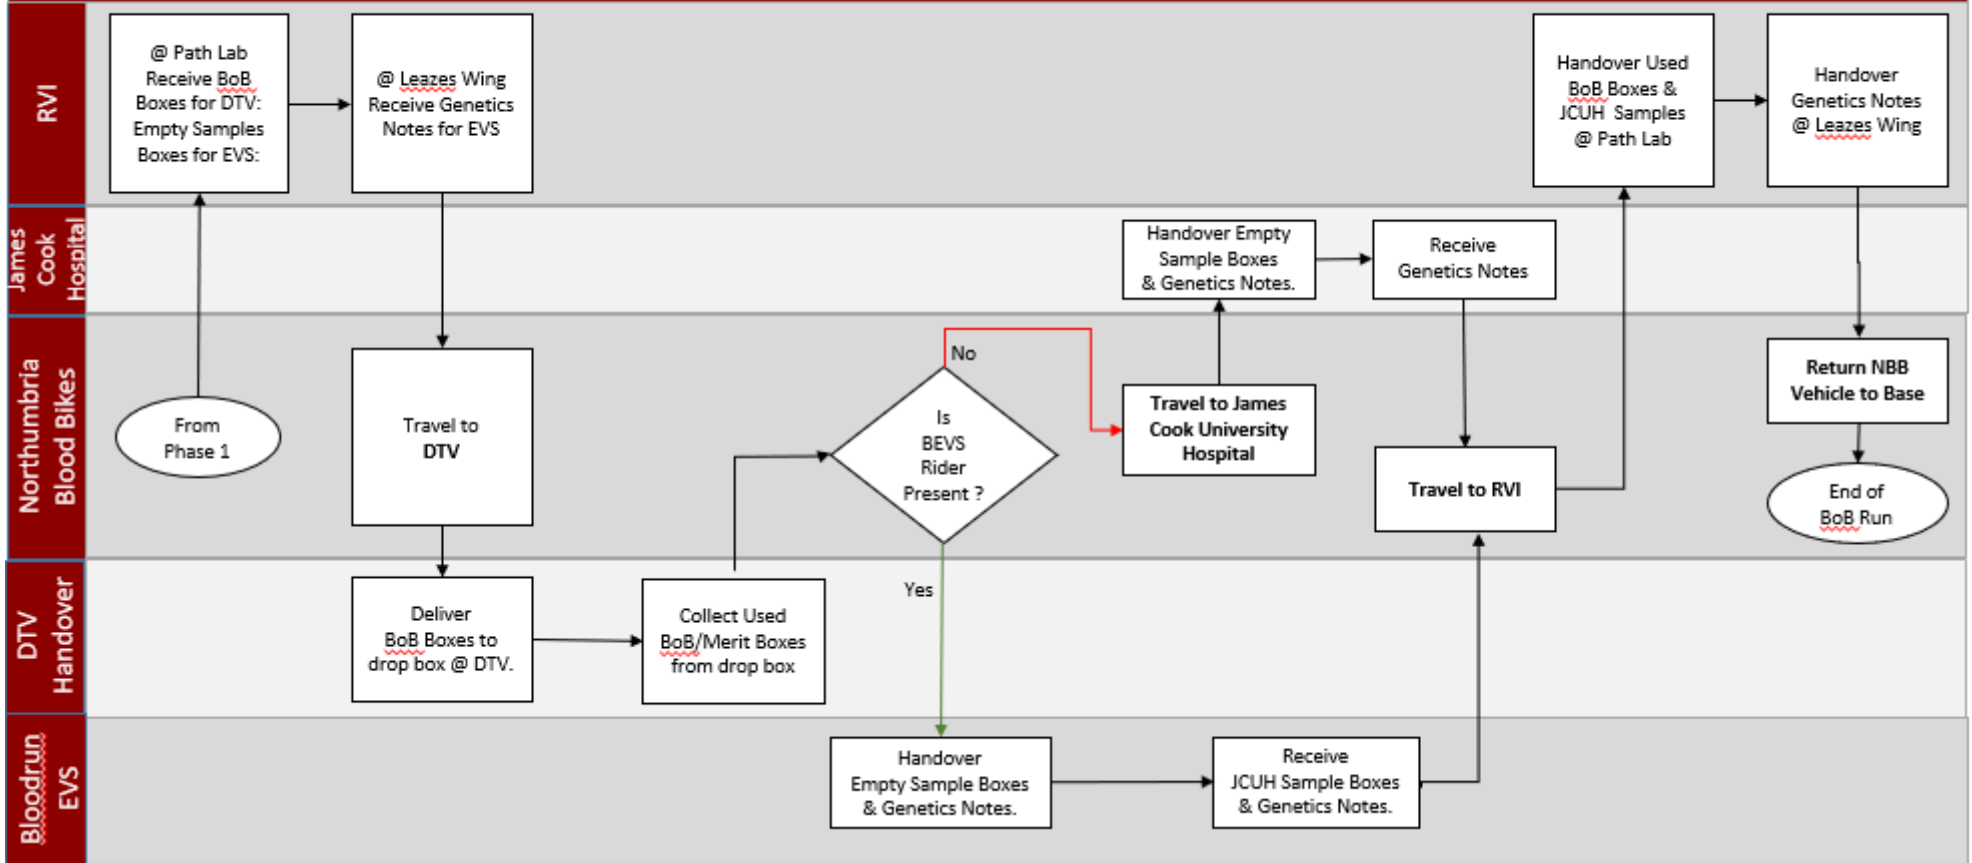 RVI
@ Path Lab
Receive BoB
Boxes for DTV:
Empty Samples
Boxes for EVS:
@ Leazes Wing
Receive Genetics
Notes for EVS
Handover Used
BoB Boxes &
JCUH Samples
@ Path Lab
Handover
Genetics Notes
@ Leazes Wing
James
Cook
Hospital
Handover Empty
Sample Boxes
& Genetics Notes.
Receive
Genetics Notes
Northumbria
Blood Bikes
From
Phase 1
Travel to
DTV
No
Is
BEVS
Rider
Present ?
Travel to James
Cook University
Hospital
Travel to RVI
Return NBB
Vehicle to Base
End of
BoB Run
DTV
Handover
Deliver
BoB Boxes to
drop box @ DTV.
Collect Used
BoB/Merit Boxes
from drop box
Yes
Bloodrun
EVS
Handover
Empty Sample Boxes
& Genetics Notes.
Receive
JCUH Sample Boxes
& Genetics Notes.